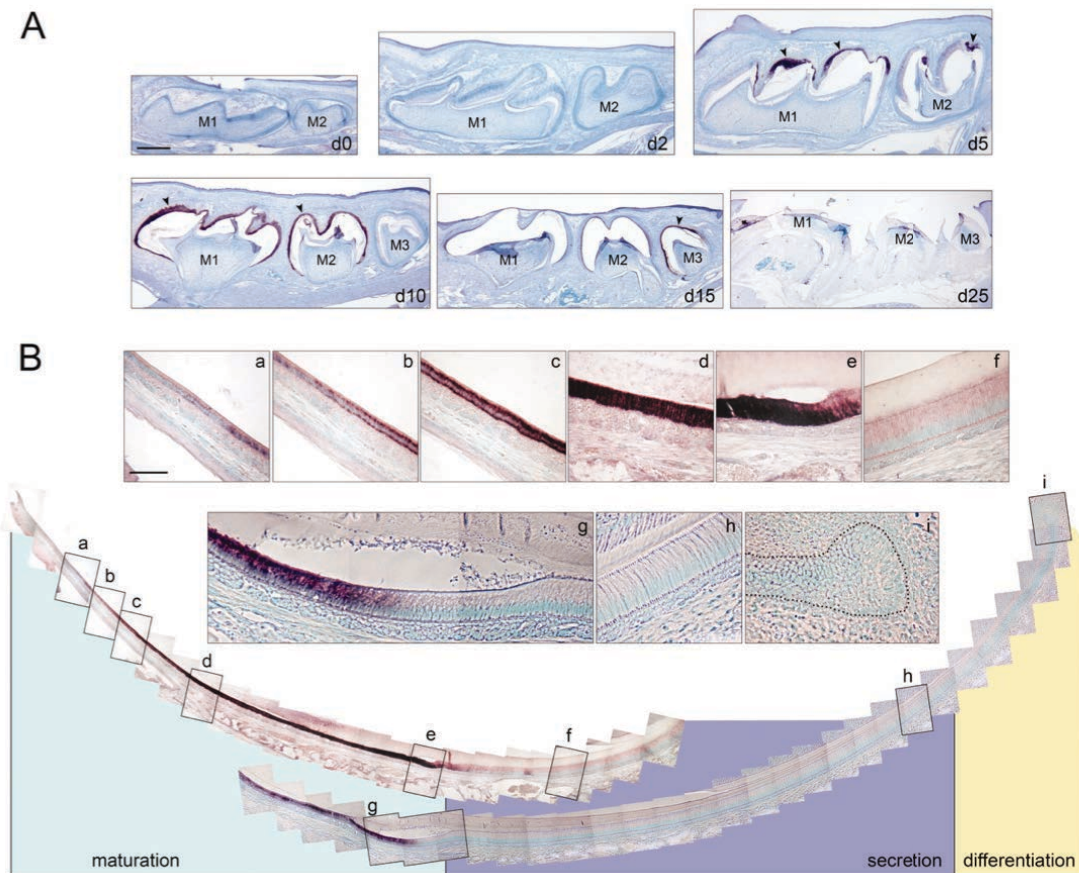 A
M1 M2 d0
M1 M2 d2
M1 M2 d5
M1 M2 M3 d10
M1 M2 M3 d15
M1 M2 M3 d25
B
a b c d e f
g h i
i
a
b
c
d
h
e f
g
maturation secretion differentiation